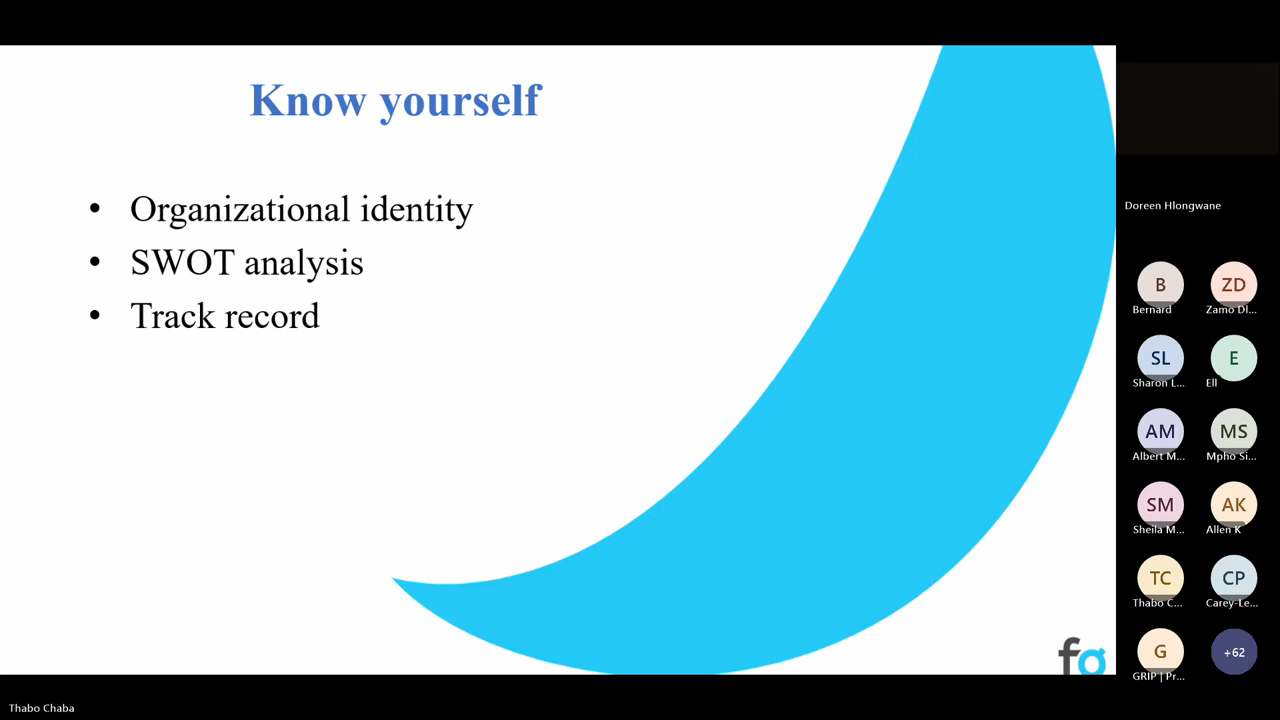 Know yourself
• Organizational identity
• SWOT analysis
• Track record
fg
Doreen Hlongwane
B
ZD
Bernard
Zamo Dl...
SL
E
Sharon L...
Ell
AM
MS
Albert M...
Mpho Si...
SM
AK
Sheila M...
Allen K
TC
CP
Thabo C...
Carey-Le...
G
+62
GRIP | Pr...
Thabo Chaba